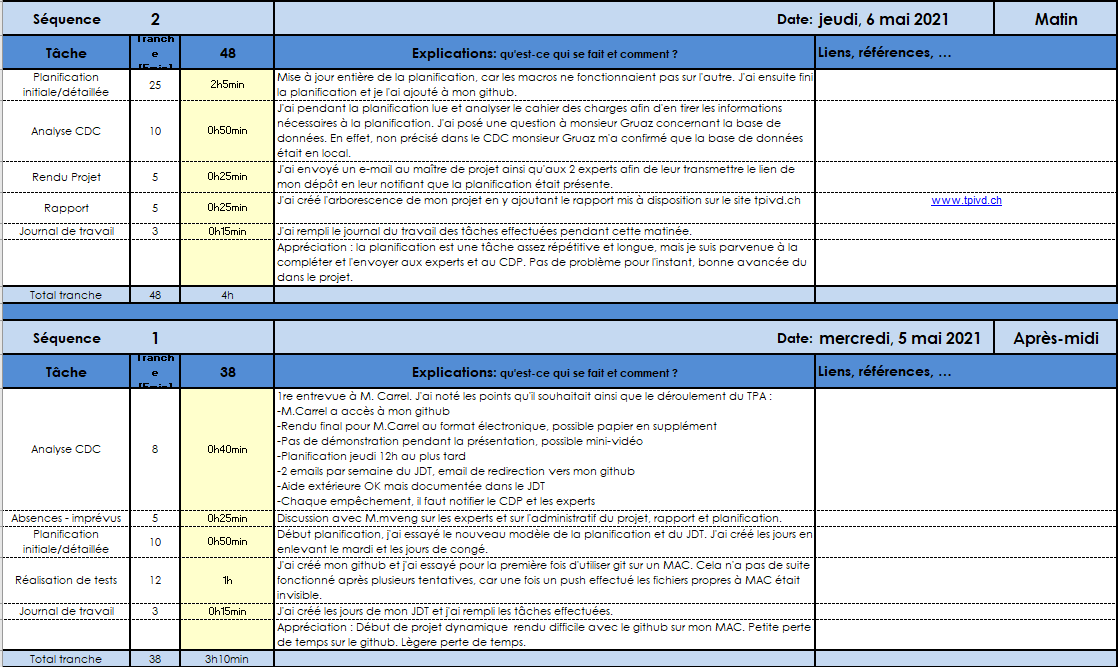 Séquence 2 Date: jeudi, 6 mai 2021 Matin
Tâche Tranch e [5min] 48 Explications: qu'est-ce qui se fait et comment ? Liens, références, ...
Planification
initiale/détaillée
25 2h5min
Mise à jour entière de la planification, car les macros ne fonctionnaient pas sur l'autre. J'ai ensuite fini
la planification et je l'ai ajouté à mon github.
Analyse CDC 10 0h50min
J'ai pendant la planification lue et analyser le cahier des charges afin d'en tirer les informations
nécessaires à la planification. J'ai posé une question à monsieur Gruaz concernant la base de
données. En effet, non précisé dans le CDC monsieur Gruaz m'a confirmé que la base de données
était en local.
Rendu Projet 5 0h25min
J'ai envoyé un e-mail au maître de projet ainsi qu'aux 2 experts afin de leur transmettre le lien de
mon dépôt en leur notifiant que la planification était présente.
Rapport 5 0h25min
J'ai créé l'arborescence de mon projet en y ajoutant le rapport mis à disposition sur le site tpivd.ch
www.tpivd.ch
Journal de travail 3 0h15min J'ai rempli le journal du travail des tâches effectuées pendant cette matinée.
Appréciation : la planification est une tâche assez répétitive et longue, mais je suis parvenue à la
compléter et l'envoyer aux experts et au CDP. Pas de problème pour l'instant, bonne avancée du
dans le projet.
Total tranche 48 4h
Séquence 1 Date: mercredi, 5 mai 2021 Après-midi
Tâche Tranch e [5min] 38 Explications: qu'est-ce qui se fait et comment ? Liens, références, ...
Analyse CDC 8 0h40min
1re entrevue à M. Carrel. J'ai noté les points qu'il souhaitait ainsi que le déroulement du TPA :
-M.Carrel a accès à mon github
-Rendu final pour M.Carrel au format électronique, possible papier en supplément
-Pas de démonstration pendant la présentation, possible mini-vidéo
-Planification jeudi 12h au plus tard
-2 emails par semaine du JDT, email de redirection vers mon github
-Aide extérieure OK mais documentée dans le JDT
-Chaque empêchement, il faut notifier le CDP et les experts
Absences - imprévus 5 0h25min Discussion avec M.mveng sur les experts et sur l'administratif du projet, rapport et planification.
Planification
initiale/détaillée
10 0h50min
Début planification, j'ai essayé le nouveau modèle de la planification et du JDT. J'ai créé les jours en
enlevant le mardi et les jours de congé.
Réalisation de tests 12 1h
J'ai créé mon github et j'ai essayé pour la première fois d'utiliser git sur un MAC. Cela n'a pas de suite
fonctionné après plusieurs tentatives, car une fois un push effectué les fichiers propres à MAC était
invisible.
Journal de travail 3 0h15min J'ai créé les jours de mon JDT et j'ai rempli les tâches effectuées.
Appréciation : Début de projet dynamique rendu difficile avec le github sur mon MAC. Petite perte
de temps sur le github. Lègere perte de temps.
Total tranche 38 3h10min